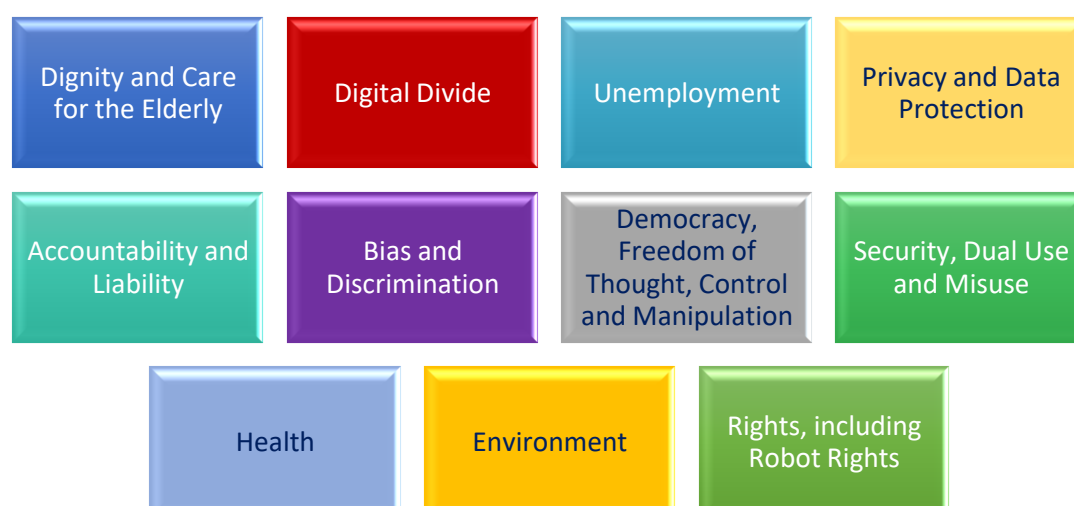 Dignity and Care
for the Elderly
Digital Divide
Unemployment
Privacy and Data
Protection
Accountability and
Liability
Bias and
Discrimination
Democracy,
Freedom of
Thought, Control
and Manipulation
Security, Dual Use
and Misuse
Health
Environment
Rights, including
Robot Rights